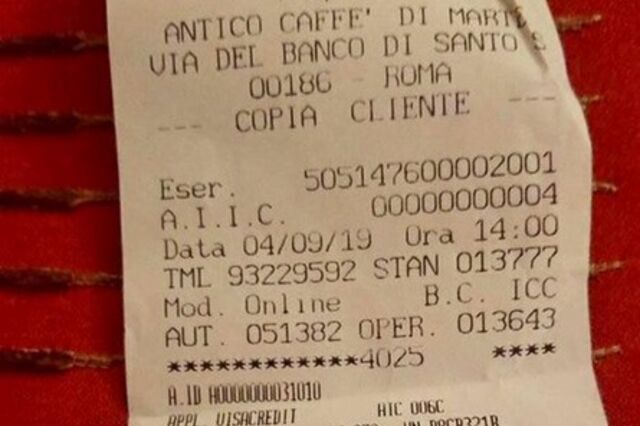 ANTICO CAFFE' DI MARTE
VIA DEL BANCO DI SANTO S
00186 - ROMA
--- COPIA CLIENTE ---
Eser. 505147600002001
A.I.I.C. 00000000004
Data 04/09/19 Ora 14:00
TML 93229592 STAN 013777
Mod. Online B.C. ICC
AUT. 051382 OPER. 013643
************4025 ****
A.ID A0000000031010
APPL. VISACREDIT ATC 006C